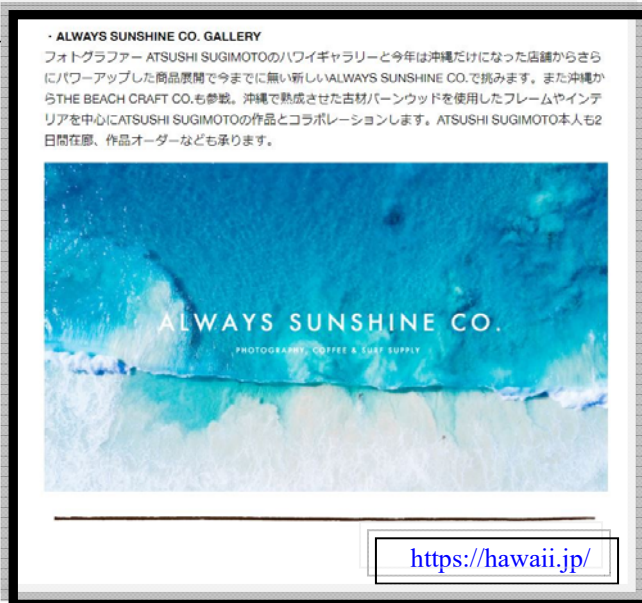 ・ALWAYS SUNSHINE CO. GALLERY
フォトグラファー ATSUSHI SUGIMOTOのハワイギャラリーと今年は沖縄だけになった店舗からさら
にパワーアップした商品展開で今までに無い新しいALWAYS SUNSHINE CO.で挑みます。また沖縄か
らTHE BEACH CRAFT CO.も参戦。沖縄で熟成させた古材バーンウッドを使用したフレームやインテ
リアを中心にATSUSHI SUGIMOTOの作品とコラボレーションします。ATSUSHI SUGIMOTO本人も2
日間在廊、作品オーダーなども承ります。
ALWAYS SUNSHINE CO.
PHOTOGRAPHY, COFFEE & SURF SUPPLY
https://hawaii.jp/